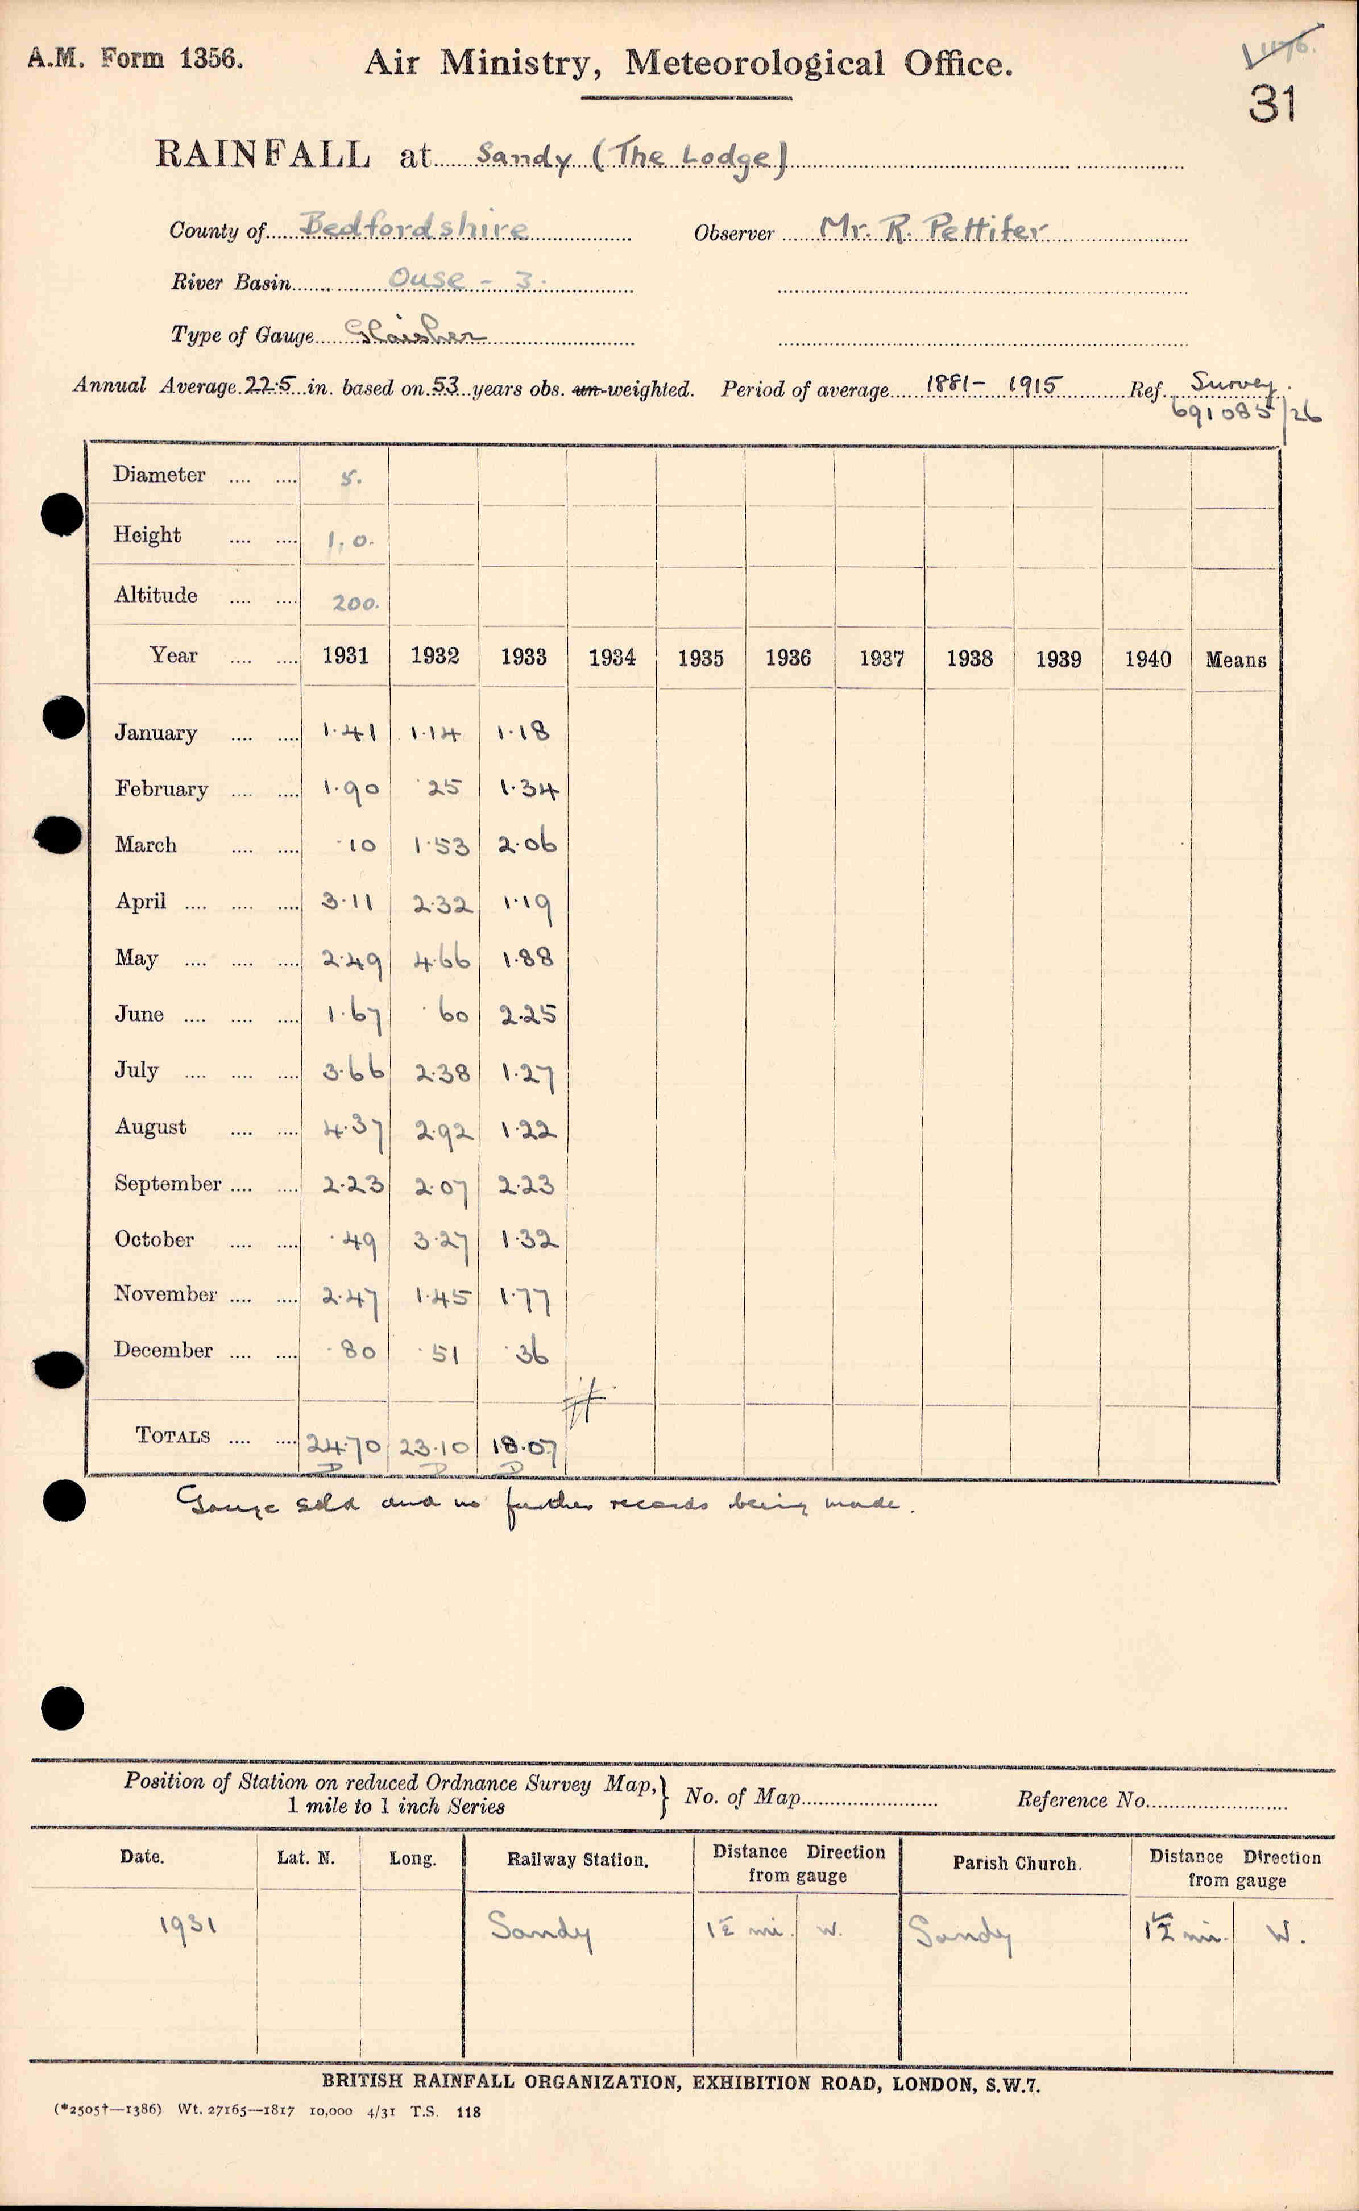 A.M. Form 1356.
Air Ministry, Meteorological Office.
1176.
31
RAINFALL at Sandy (The Lodge)
County of Bedfordshire Observer Mr. R. Pettifer
River Basin Ouse - 3.
Type of Gauge Glaisher
Annual Average 22.5 in. based on 53 years obs. un-weighted. Period of average 1881 - 1915 Ref. Survey.
691085/26
Diameter .... .... 5.
Height .... .... 1,0.
Altitude .... .... 200.
Year .... .... 1931 1932 1933 1934 1935 1936 1937 1938 1939 1940 Means
January .... .... 1.41 1.14 1.18
February .... .... 1.90 .25 1.34
March .... .... .10 1.53 2.06
April .... .... .... 3.11 2.32 1.19
May .... .... .... 2.49 4.66 1.88
June .... .... .... 1.67 .60 2.25
July .... .... .... 3.66 2.38 1.27
August .... .... 4.37 2.92 1.22
September .... .... 2.23 2.07 2.23
October .... .... .49 3.27 1.32
November .... .... 2.47 1.45 1.77
December .... .... .80 .51 .36
TOTALS .... .... 24.70 23.10 18.07
D D D
Gauge sold and no further records being made.
Position of Station on reduced Ordnance Survey Map, } No. of Map Reference No.
1 mile to 1 inch Series
Date. Lat. N. Long. Railway Station. Distance Direction from gauge Parish Church. Distance Direction from gauge
1931 Sandy 1½ mi. W. Sandy 1½ mi. W.
BRITISH RAINFALL ORGANIZATION, EXHIBITION ROAD, LONDON, S.W.7.
(*2505†—1386) Wt. 27165—1817 10,000 4/31 T.S. 118